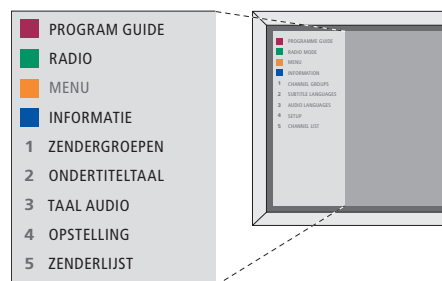 PROGRAM GUIDE
RADIO
MENU
INFORMATIE
1 ZENDERGROEPEN
2 ONDERTITELTAAL
3 TAAL AUDIO
4 OPSTELLING
5 ZENDERLIJST
PROGRAMME GUIDE
RADIO MODE
MENU
INFORMATION
1 CHANNEL GROUPS
2 SUBTITLE LANGUAGES
3 AUDIO LANGUAGES
4 SETUP
5 CHANNEL LIST